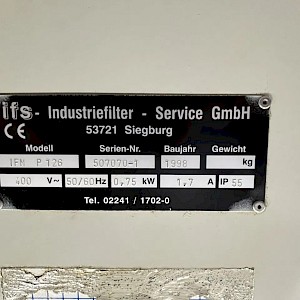 ifs - Industriefilter - Service GmbH
CE 53721 Siegburg
Modell Serien-Nr. Baujahr Gewicht
IFM P 126 507070-1 1998 kg
400 V~ 50/60 Hz 0,75 kW 1,7 A IP 55
Tel. 02241 / 1702-0